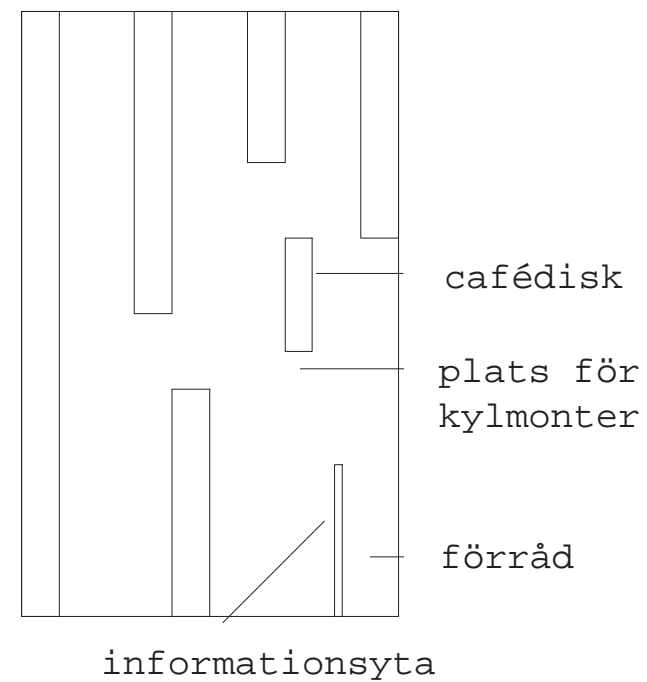 cafédisk
plats för
kylmonter
förråd
informationsyta